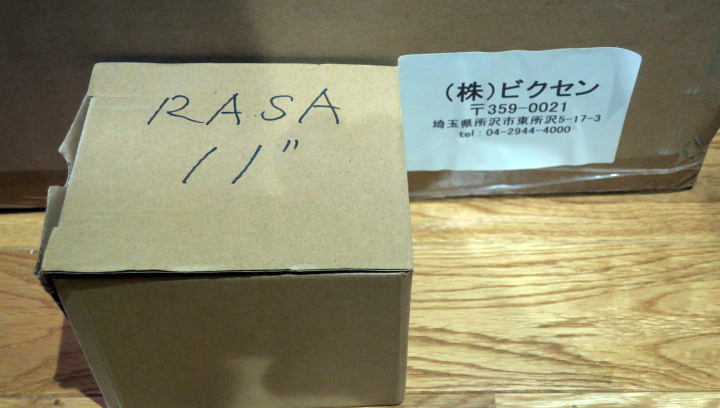 RASA
11"
(株)ビクセン
〒359-0021
埼玉県所沢市東所沢5-17-3
tel:04-2944-4000